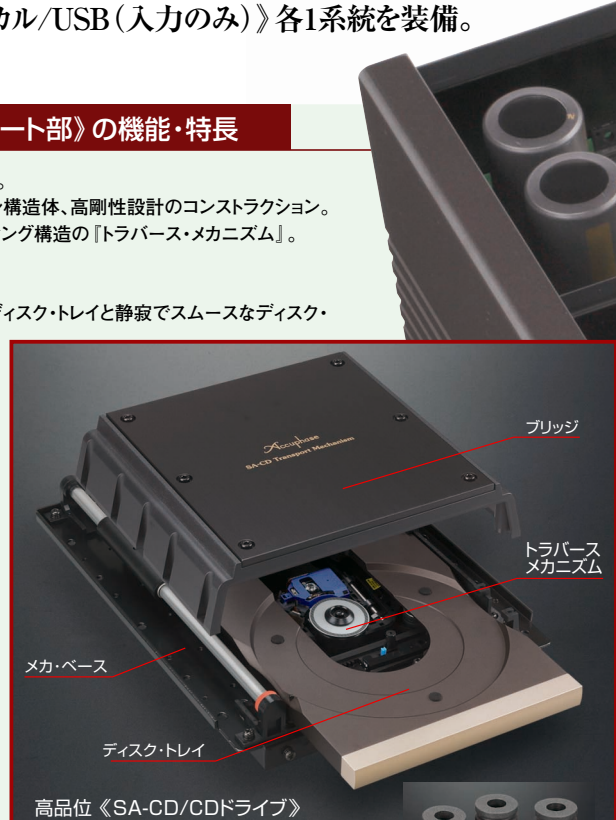 カル/USB（入力のみ）》各1系統を装備。
ート部》の機能・特長
。
ン構造体、高剛性設計のコンストラクション。
ィング構造の『トラバース・メカニズム』。
ディスク・トレイと静寂でスムースなディスク・
Accuphase
SA-CD Transport Mechanism
ブリッジ
トラバース
メカニズム
メカ・ベース
ディスク・トレイ
高品位《SA-CD/CDドライブ》